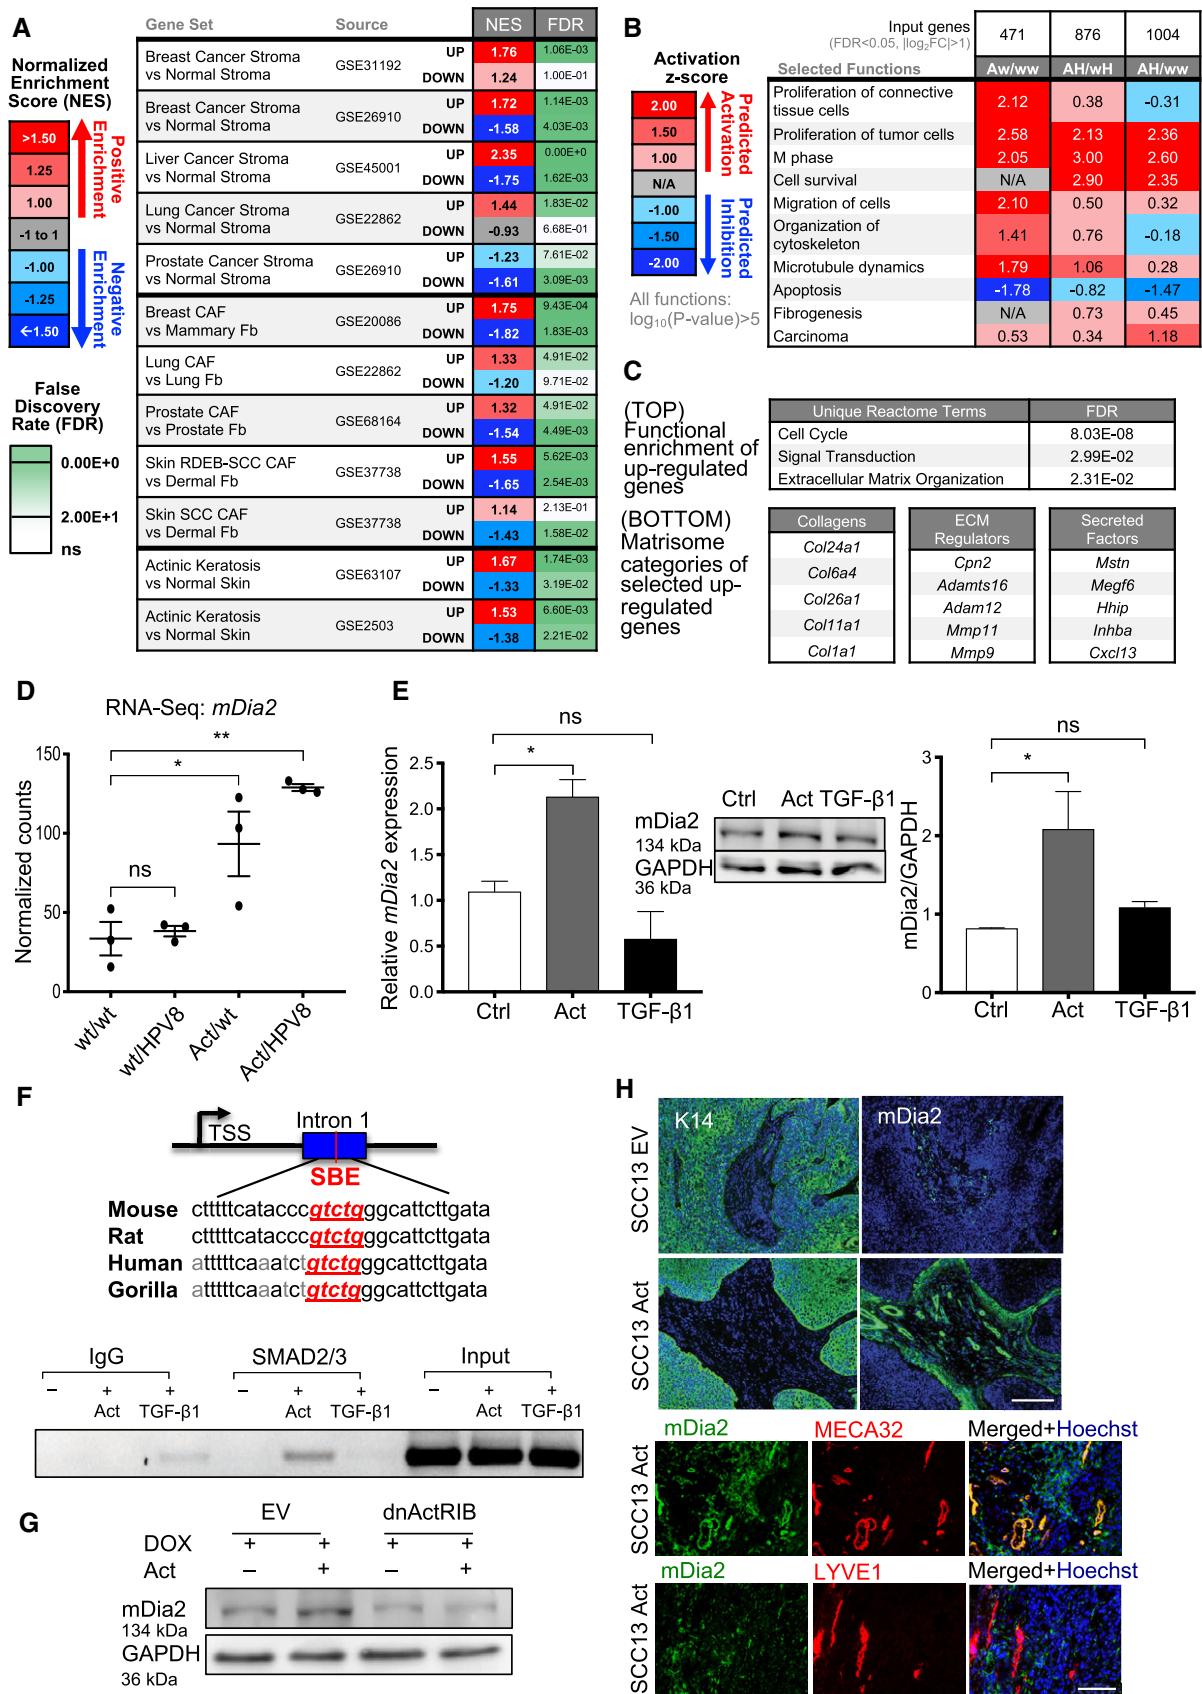 A
Normalized
Enrichment
Score (NES)
>1.50
1.25
1.00
-1 to 1
-1.00
-1.25
←1.50
Positive
Enrichment
Negative
Enrichment
False
Discovery
Rate (FDR)
0.00E+0
2.00E+1
ns
Gene Set Source NES FDR
Breast Cancer Stroma
vs Normal Stroma
GSE31192
UP 1.76 1.06E-03
DOWN 1.24 1.00E-01
Breast Cancer Stroma
vs Normal Stroma
GSE26910
UP 1.72 1.14E-03
DOWN -1.58 4.03E-03
Liver Cancer Stroma
vs Normal Stroma
GSE45001
UP 2.35 0.00E+0
DOWN -1.75 1.62E-03
Lung Cancer Stroma
vs Normal Stroma
GSE22862
UP 1.44 1.83E-02
DOWN -0.93 6.68E-01
Prostate Cancer Stroma
vs Normal Stroma
GSE26910
UP -1.23 7.61E-02
DOWN -1.61 3.09E-03
Breast CAF
vs Mammary Fb
GSE20086
UP 1.75 9.43E-04
DOWN -1.82 1.83E-03
Lung CAF
vs Lung Fb
GSE22862
UP 1.33 4.91E-02
DOWN -1.20 9.71E-02
Prostate CAF
vs Prostate Fb
GSE68164
UP 1.32 4.91E-02
DOWN -1.54 4.49E-03
Skin RDEB-SCC CAF
vs Dermal Fb
GSE37738
UP 1.55 5.62E-03
DOWN -1.65 2.54E-03
Skin SCC CAF
vs Dermal Fb
GSE37738
UP 1.14 2.13E-01
DOWN -1.43 1.58E-02
Actinic Keratosis
vs Normal Skin
GSE63107
UP 1.67 1.74E-03
DOWN -1.33 3.19E-02
Actinic Keratosis
vs Normal Skin
GSE2503
UP 1.53 6.60E-03
DOWN -1.38 2.21E-02
B
Activation
z-score
2.00
1.50
1.00
N/A
-1.00
-1.50
-2.00
Predicted
Activation
Predicted
Inhibition
All functions:
log10(P-value)>5
Input genes 471 876 1004
(FDR<0.05, |log2FC|>1)
Selected Functions Aw/ww AH/wH AH/ww
Proliferation of connective
tissue cells 2.12 0.38 -0.31
Proliferation of tumor cells 2.58 2.13 2.36
M phase 2.05 3.00 2.60
Cell survival N/A 2.90 2.35
Migration of cells 2.10 0.50 0.32
Organization of
cytoskeleton 1.41 0.76 -0.18
Microtubule dynamics 1.79 1.06 0.28
Apoptosis -1.78 -0.82 -1.47
Fibrogenesis N/A 0.73 0.45
Carcinoma 0.53 0.34 1.18
C
(TOP)
Functional
enrichment of
up-regulated
genes
Unique Reactome Terms FDR
Cell Cycle 8.03E-08
Signal Transduction 2.99E-02
Extracellular Matrix Organization 2.31E-02
(BOTTOM)
Matrisome
categories of
selected up-
regulated
genes
Collagens
Col24a1
Col6a4
Col26a1
Col11a1
Col1a1
ECM
Regulators
Cpn2
Adamts16
Adam12
Mmp11
Mmp9
Secreted
Factors
Mstn
Megf6
Hhip
Inhba
Cxcl13
D
RNA-Seq: mDia2
Normalized counts
150
100
50
0
**
*
ns
wt/wt
wt/HPV8
Act/wt
Act/HPV8
E
Relative mDia2 expression
2.5
2.0
1.5
1.0
0.5
0.0
ns
*
Ctrl Act TGF-β1
Ctrl Act TGF-β1
mDia2
134 kDa
GAPDH
36 kDa
mDia2/GAPDH
3
2
1
0
ns
*
Ctrl Act TGF-β1
F
TSS
Intron 1
SBE
Mouse ctttttcatacccgtctgggcattcttgata
Rat ctttttcatacccgtctgggcattcttgata
Human atttttcaaatctgtctgggcattcttgata
Gorilla atttttcaaatctgtctgggcattcttgata
IgG SMAD2/3 Input
– + + – + + – + +
Act TGF-β1 Act TGF-β1 Act TGF-β1
G
EV dnActRIB
DOX + + + +
Act – + – +
mDia2
134 kDa
GAPDH
36 kDa
H
K14 mDia2
SCC13 EV
SCC13 Act
mDia2 MECA32 Merged+Hoechst
SCC13 Act
mDia2 LYVE1 Merged+Hoechst
SCC13 Act